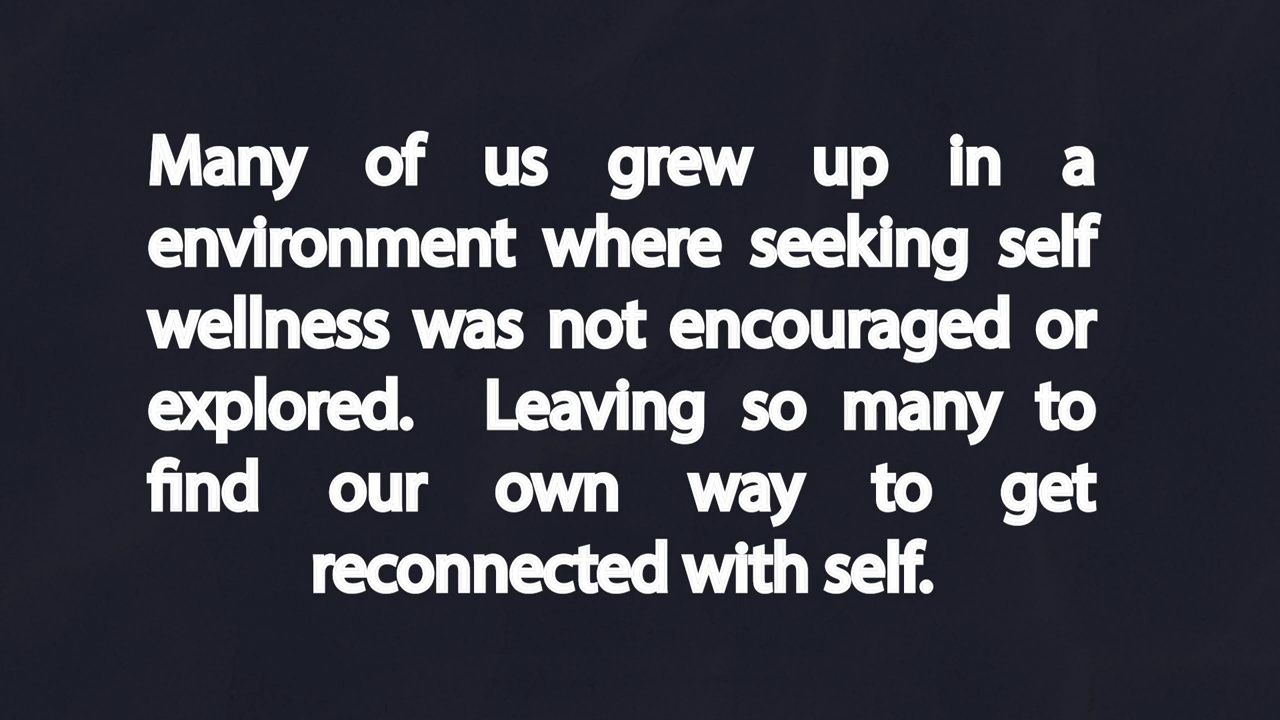 Many of us grew up in a
environment where seeking self
wellness was not encouraged or
explored.  Leaving so many to
find our own way to get
reconnected with self.